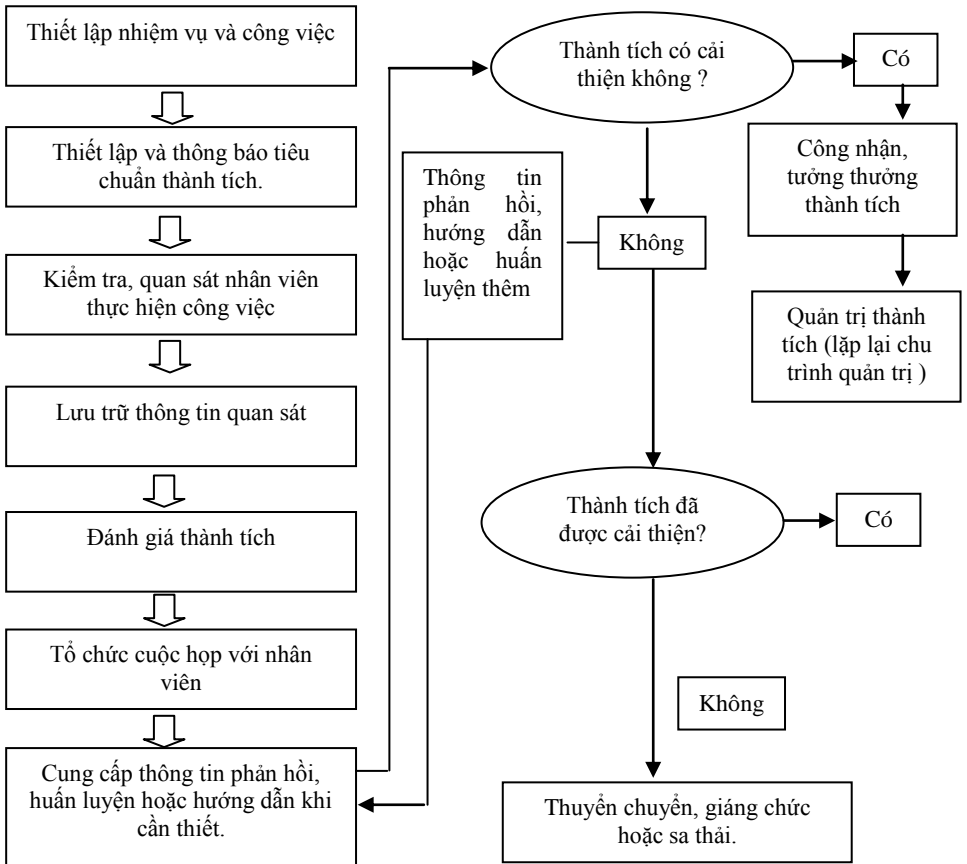 Thiết lập nhiệm vụ và công việc
Thiết lập và thông báo tiêu
chuẩn thành tích.
Kiểm tra, quan sát nhân viên
thực hiện công việc
Lưu trữ thông tin quan sát
Đánh giá thành tích
Tổ chức cuộc họp với nhân
viên
Cung cấp thông tin phản hồi,
huấn luyện hoặc hướng dẫn khi
cần thiết.
Thành tích có cải
thiện không ?
Có
Công nhận,
tưởng thưởng
thành tích
Quản trị thành
tích (lặp lại chu
trình quản trị )
Thông tin
phản hồi,
hướng dẫn
hoặc huấn
luyện thêm
Không
Thành tích đã
được cải thiện?
Có
Không
Thuyển chuyển, giáng chức
hoặc sa thải.